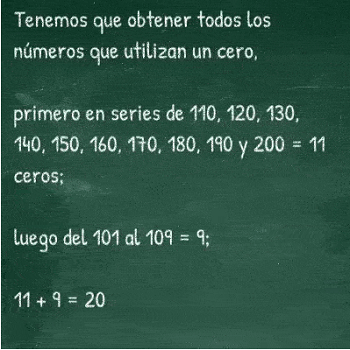 Tenemos que obtener todos los
números que utilizan un cero,
primero en series de 110, 120, 130,
140, 150, 160, 170, 180, 190 y 200 = 11
ceros;
luego del 101 al 109 = 9;
11 + 9 = 20